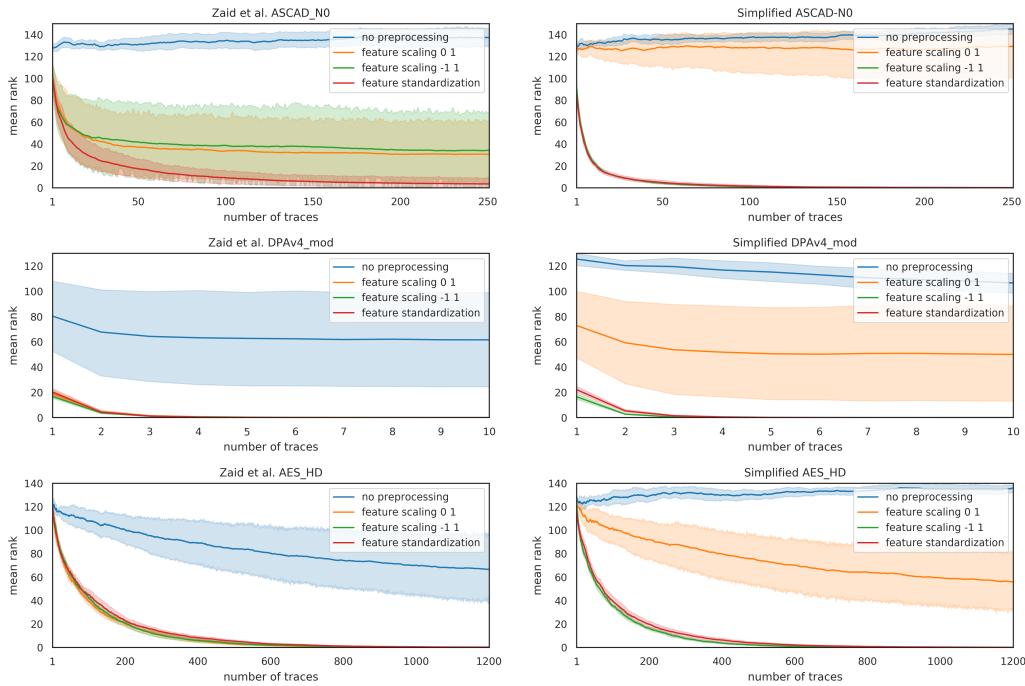 Zaid et al. ASCAD_N0
140
120
100
80
60
40
20
0
mean rank
no preprocessing
feature scaling 0 1
feature scaling -1 1
feature standardization
1 50 100 150 200 250
number of traces
Simplified ASCAD-N0
140
120
100
80
60
40
20
0
mean rank
no preprocessing
feature scaling 0 1
feature scaling -1 1
feature standardization
1 50 100 150 200 250
number of traces
Zaid et al. DPAv4_mod
120
100
80
60
40
20
0
mean rank
no preprocessing
feature scaling 0 1
feature scaling -1 1
feature standardization
1 2 3 4 5 6 7 8 9 10
number of traces
Simplified DPAv4_mod
120
100
80
60
40
20
0
mean rank
no preprocessing
feature scaling 0 1
feature scaling -1 1
feature standardization
1 2 3 4 5 6 7 8 9 10
number of traces
Zaid et al. AES_HD
140
120
100
80
60
40
20
0
mean rank
no preprocessing
feature scaling 0 1
feature scaling -1 1
feature standardization
1 200 400 600 800 1000 1200
number of traces
Simplified AES_HD
140
120
100
80
60
40
20
0
mean rank
no preprocessing
feature scaling 0 1
feature scaling -1 1
feature standardization
1 200 400 600 800 1000 1200
number of traces